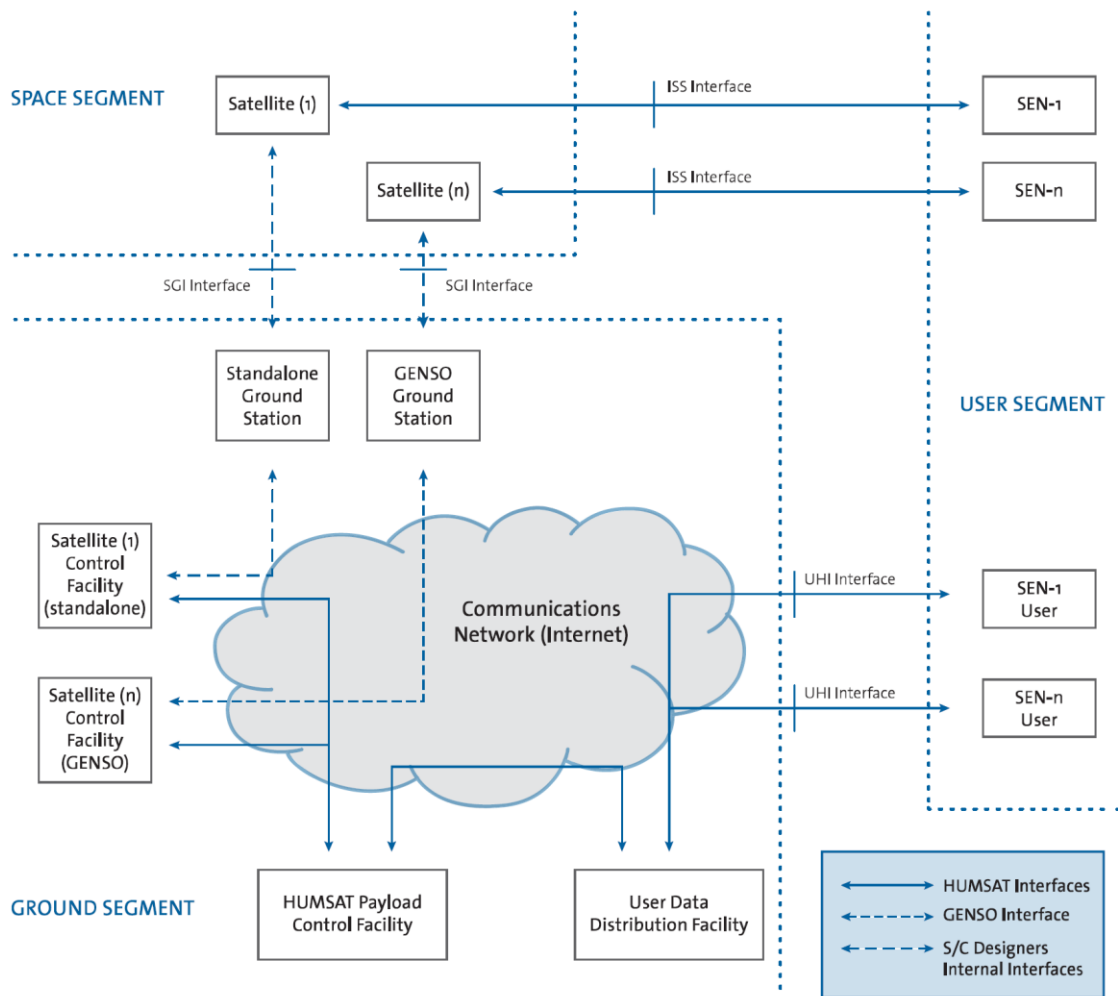 SPACE SEGMENT
Satellite (1)
ISS Interface
SEN-1
Satellite (n)
ISS Interface
SEN-n
SGI Interface
SGI Interface
Standalone
Ground
Station
GENSO
Ground
Station
USER SEGMENT
Satellite (1)
Control
Facility
(standalone)
Communications
Network (Internet)
UHI Interface
SEN-1
User
Satellite (n)
Control
Facility
(GENSO)
UHI Interface
SEN-n
User
GROUND SEGMENT
HUMSAT Payload
Control Facility
User Data
Distribution Facility
HUMSAT Interfaces
GENSO Interface
S/C Designers
Internal Interfaces